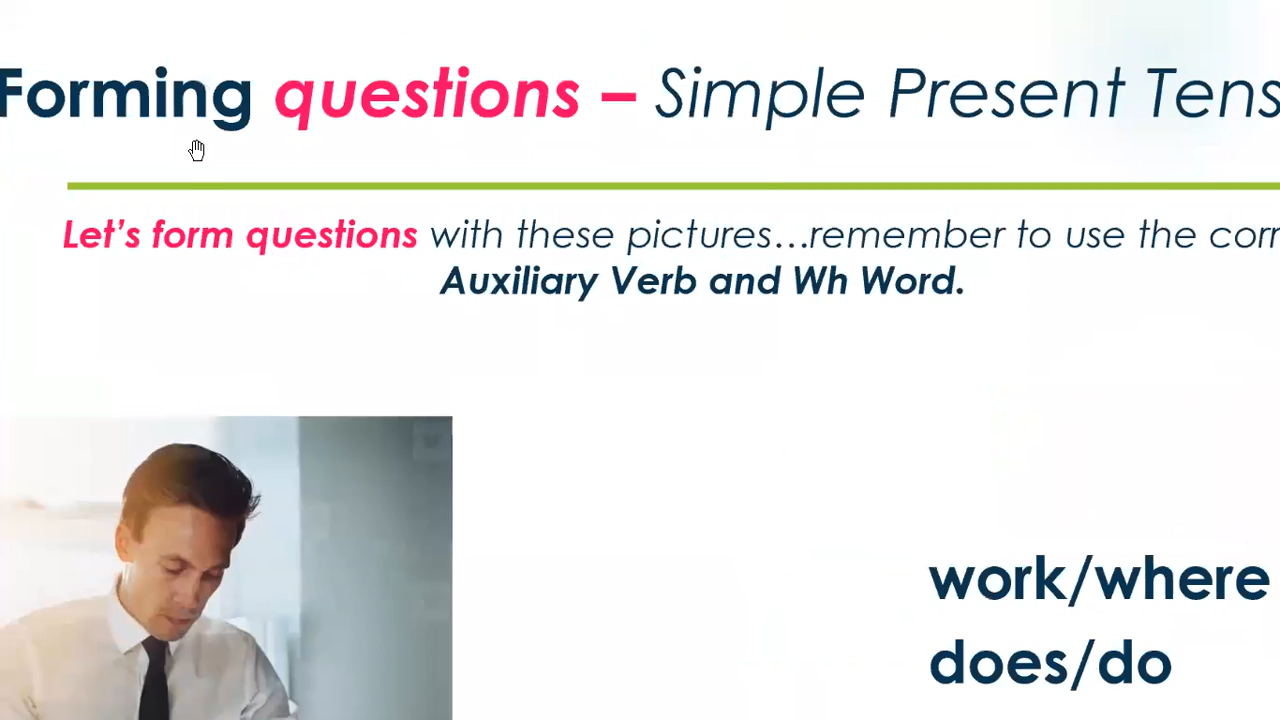 Forming questions – Simple Present Tens
Let's form questions with these pictures...remember to use the corr
Auxiliary Verb and Wh Word.
work/where
does/do